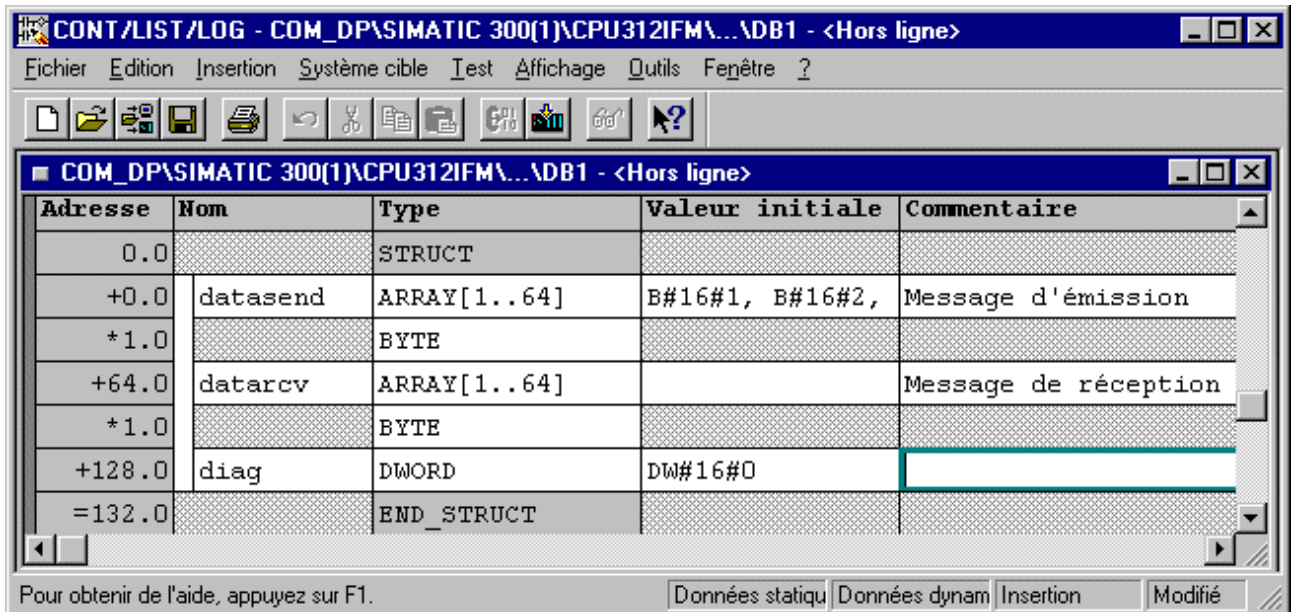 CONT/LIST/LOG - COM_DP\SIMATIC 300(1)\CPU312IFM\...\DB1 - <Hors ligne>
Fichier Edition Insertion Système cible Test Affichage Outils Fenêtre ?
COM_DP\SIMATIC 300(1)\CPU312IFM\...\DB1 - <Hors ligne>
Adresse Nom Type Valeur initiale Commentaire
0.0 STRUCT
+0.0 datasend ARRAY[1..64] B#16#1, B#16#2, Message d'émission
*1.0 BYTE
+64.0 datarcv ARRAY[1..64] Message de réception
*1.0 BYTE
+128.0 diag DWORD DW#16#0
=132.0 END_STRUCT
Pour obtenir de l'aide, appuyez sur F1. Données statiqu Données dynam Insertion Modifié